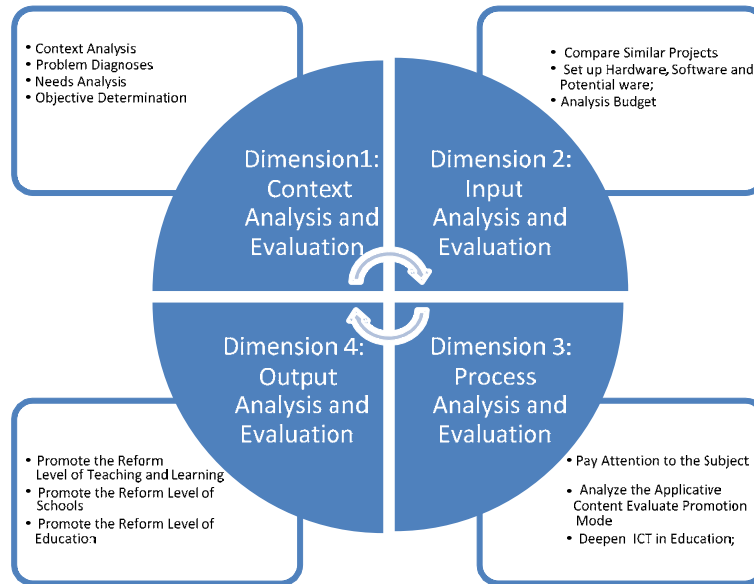 • Context Analysis
• Problem Diagnoses
• Needs Analysis
• Objective Determination
• Compare Similar Projects
• Set up Hardware, Software and
Potential ware;
• Analysis Budget
Dimension1:
Context
Analysis and
Evaluation
Dimension 2:
Input
Analysis and
Evaluation
Dimension 4:
Output
Analysis and
Evaluation
Dimension 3:
Process
Analysis and
Evaluation
• Promote the Reform
Level of Teaching and Learning
• Promote the Reform Level of
Schools
• Promote the Reform Level of
Education
• Pay Attention to the Subject
• Analyze the Applicative
Content Evaluate Promotion
Mode
• Deepen ICT in Education;